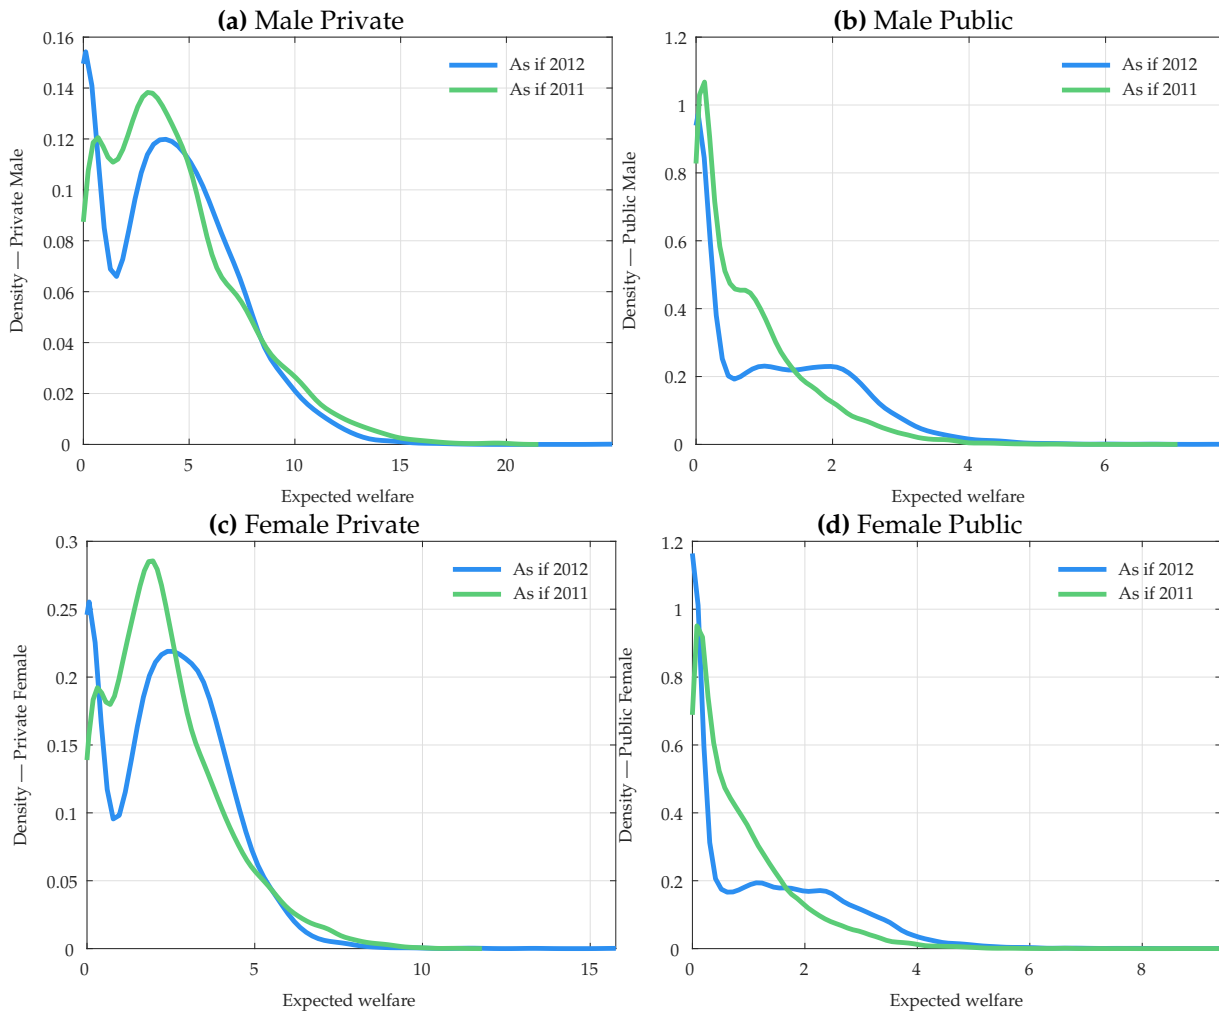 (a) Male Private
Density — Private Male
0.16
0.14
0.12
0.1
0.08
0.06
0.04
0.02
0
As if 2012
As if 2011
0 5 10 15 20
Expected welfare
(b) Male Public
Density — Public Male
1.2
1
0.8
0.6
0.4
0.2
0
As if 2012
As if 2011
0 2 4 6
Expected welfare
(c) Female Private
Density — Private Female
0.3
0.25
0.2
0.15
0.1
0.05
0
As if 2012
As if 2011
0 5 10 15
Expected welfare
(d) Female Public
Density — Public Female
1.2
1
0.8
0.6
0.4
0.2
0
As if 2012
As if 2011
0 2 4 6 8
Expected welfare